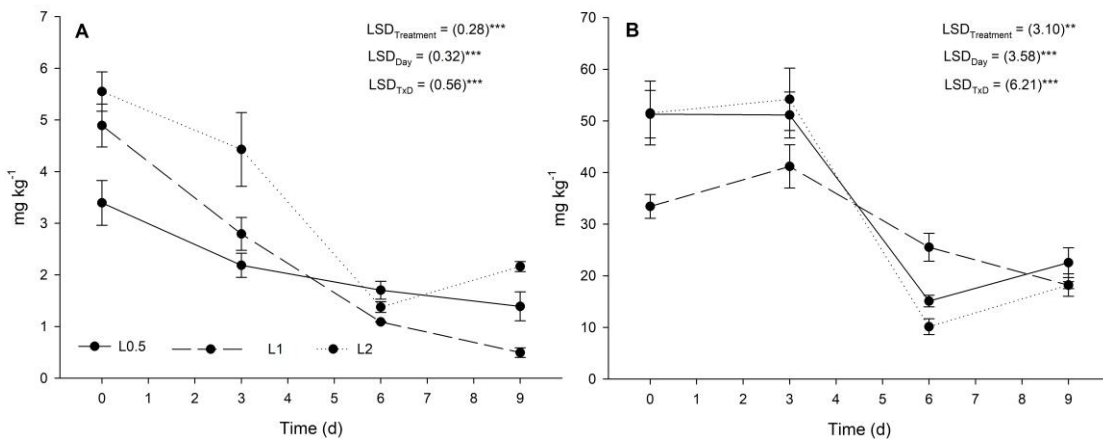 A
LSD_Treatment = (0.28)***
LSD_Day = (0.32)***
LSD_TxD = (0.56)***
7
6
5
4
3
2
1
0
mg kg⁻¹
L0.5 L1 L2
0 1 2 3 4 5 6 7 8 9
Time (d)
B
LSD_Treatment = (3.10)**
LSD_Day = (3.58)***
LSD_TxD = (6.21)***
70
60
50
40
30
20
10
0
mg kg⁻¹
0 1 2 3 4 5 6 7 8 9
Time (d)